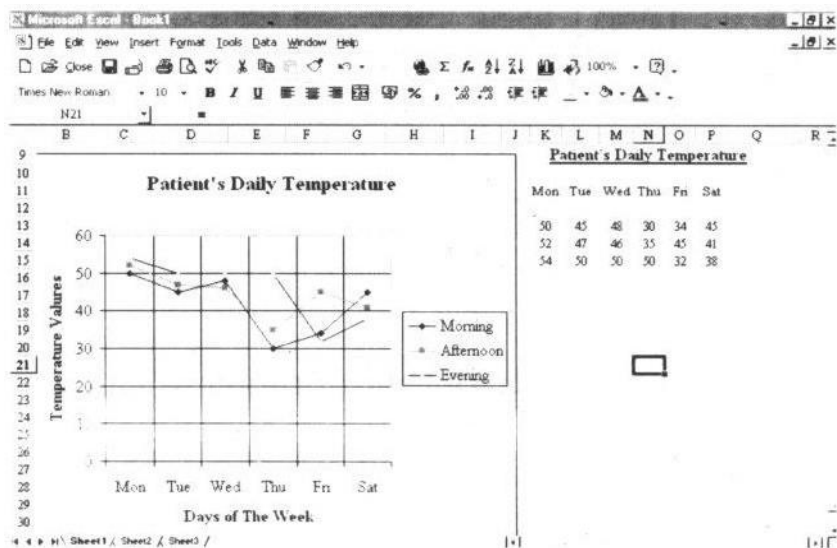 Microsoft Excel - Book1
File Edit View Insert Format Tools Data Window Help
Close 100%
Times New Roman 10 B I U % ,
N21 =
B C D E F G H I J K L M N O P Q R
9 Patient's Daily Temperature
10
11 Patient's Daily Temperature Mon Tue Wed Thu Fri Sat
12
13 50 45 48 30 34 45
14 52 47 46 35 45 41
15 54 50 50 50 32 38
16
17
18
19
20
21
22
23
24
25
26
27
28
29
30
60
50
40
30
20
Temperature Valures
Mon Tue Wed Thu Fri Sat
Days of The Week
Morning
Afternoon
Evening
Sheet1 Sheet2 Sheet3